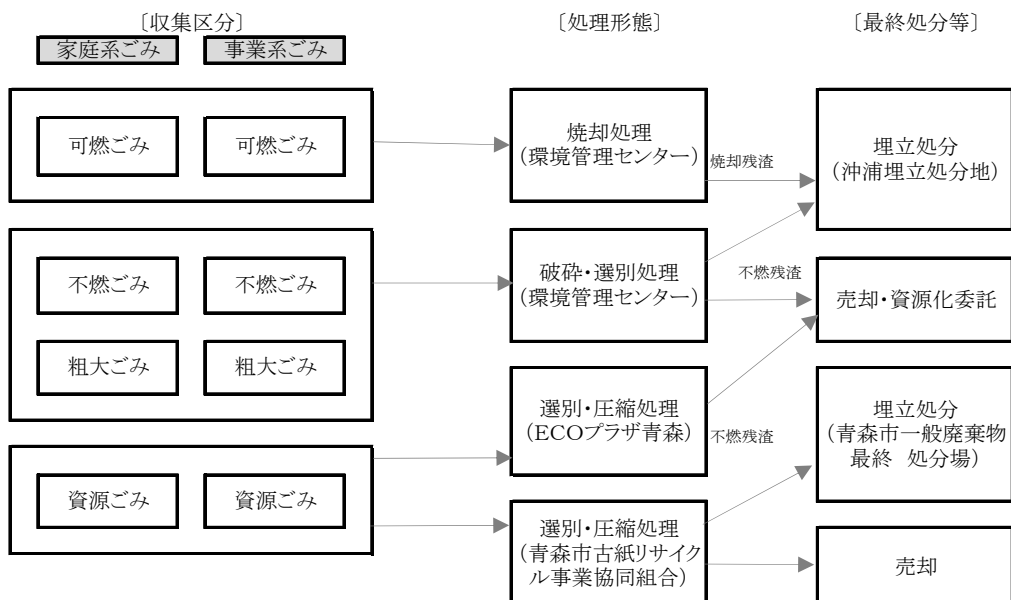 〔収集区分〕
〔処理形態〕
〔最終処分等〕
家庭系ごみ
事業系ごみ
可燃ごみ
可燃ごみ
焼却処理
（環境管理センター）
焼却残渣
埋立処分
（沖浦埋立処分地）
不燃ごみ
不燃ごみ
粗大ごみ
粗大ごみ
破砕・選別処理
（環境管理センター）
不燃残渣
売却・資源化委託
選別・圧縮処理
（ECOプラザ青森）
不燃残渣
埋立処分
（青森市一般廃棄物
最終　処分場）
資源ごみ
資源ごみ
選別・圧縮処理
（青森市古紙リサイク
ル事業協同組合）
売却